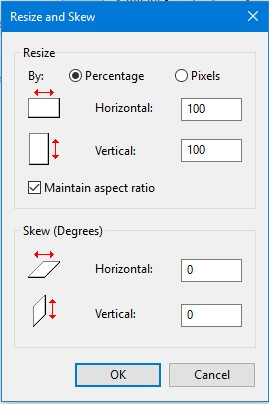 Resize and Skew
Resize
By: Percentage Pixels
Horizontal: 100
Vertical: 100
Maintain aspect ratio
Skew (Degrees)
Horizontal: 0
Vertical: 0
OK Cancel